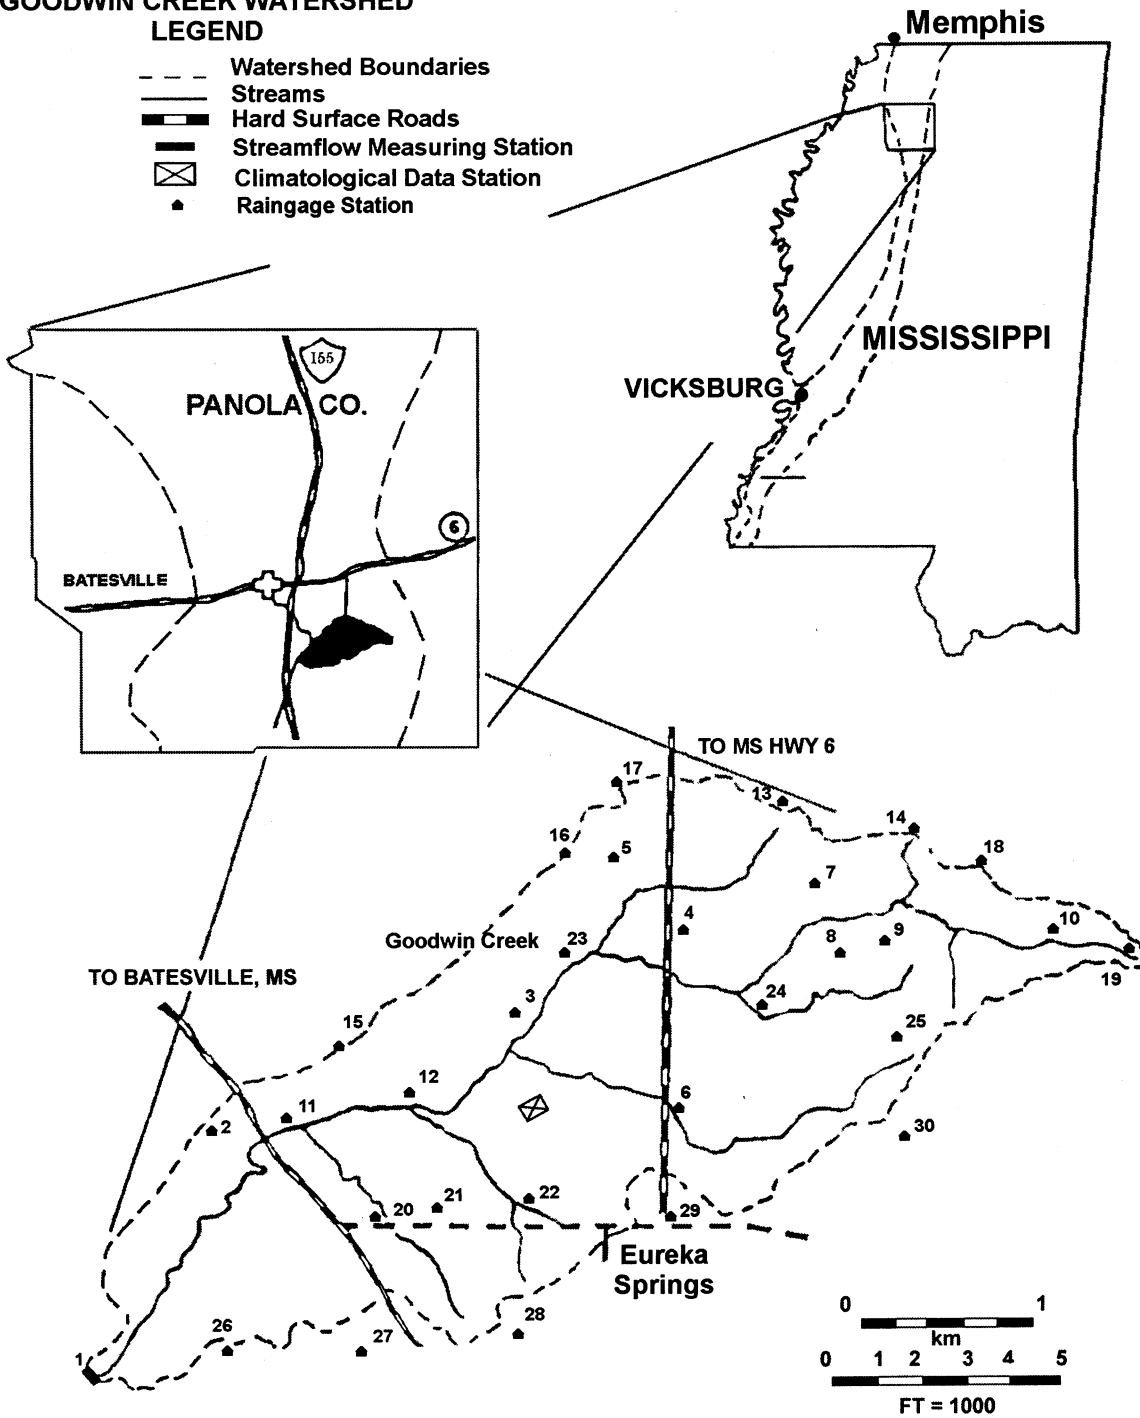 GOODWIN CREEK WATERSHED
LEGEND
Watershed Boundaries
Streams
Hard Surface Roads
Streamflow Measuring Station
Climatological Data Station
Raingage Station
Memphis
MISSISSIPPI
VICKSBURG
I55
PANOLA CO.
6
BATESVILLE
TO MS HWY 6
17
13
14
16
5
18
7
4
10
Goodwin Creek
23
8
9
19
TO BATESVILLE, MS
24
3
25
15
12
6
11
2
30
22
21
20
29
Eureka
Springs
28
26
27
1
0 1
km
0 1 2 3 4 5
FT = 1000